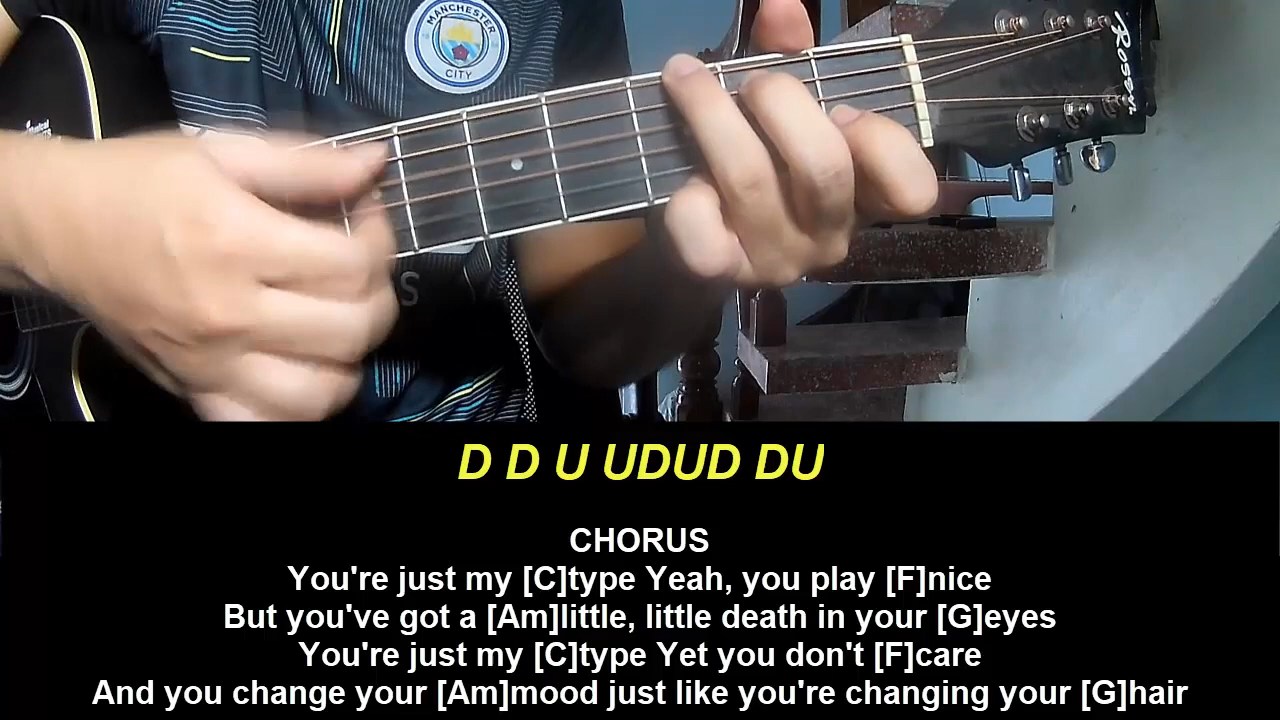 MANCHESTER
CITY
Rosen
D D U UDUD DU
CHORUS
You're just my [C]type Yeah, you play [F]nice
But you've got a [Am]little, little death in your [G]eyes
You're just my [C]type Yet you don't [F]care
And you change your [Am]mood just like you're changing your [G]hair